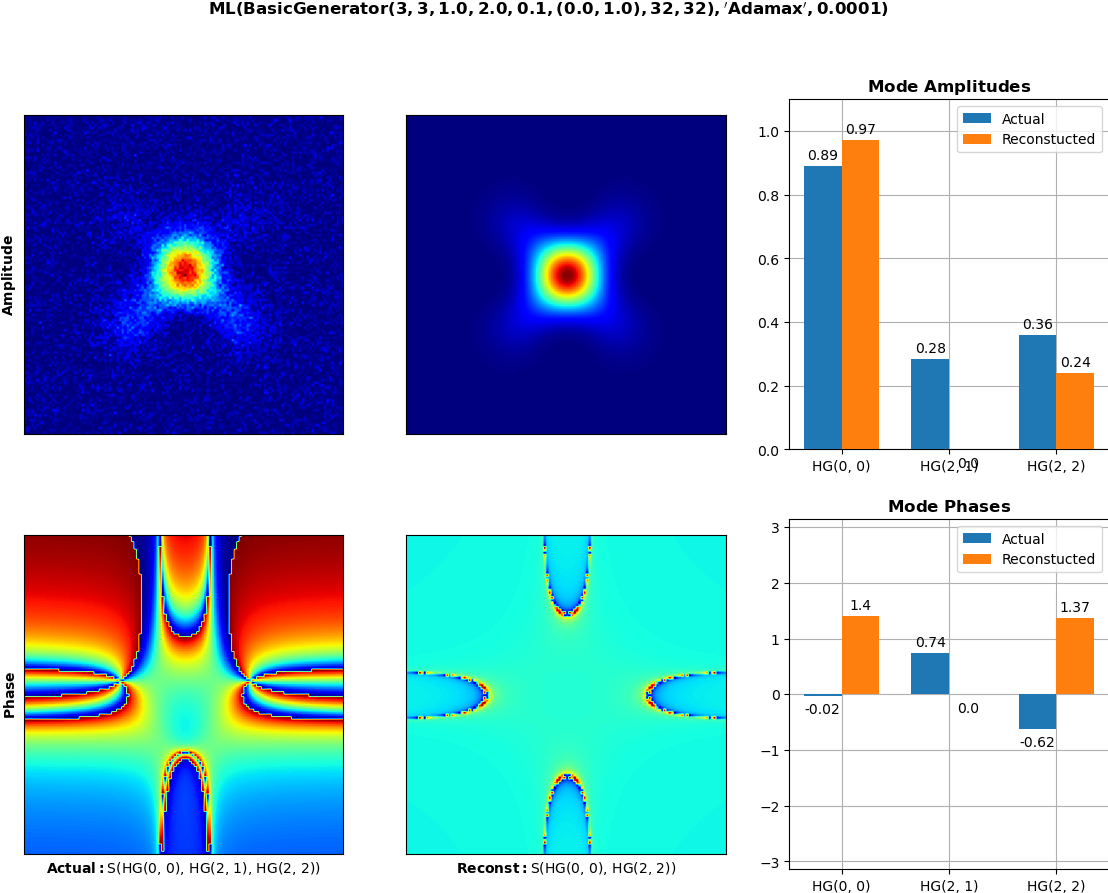 ML(BasicGenerator(3, 3, 1.0, 2.0, 0.1, (0.0, 1.0), 32, 32), ′Adamax′, 0.0001)
Amplitude
Mode Amplitudes
Actual
Reconstucted
1.0
0.8
0.6
0.4
0.2
0.0
0.89
0.97
0.28
0.0
0.36
0.24
HG(0, 0)
HG(2, 1)
HG(2, 2)
Phase
Actual: S(HG(0, 0), HG(2, 1), HG(2, 2))
Reconst: S(HG(0, 0), HG(2, 2))
Mode Phases
Actual
Reconstucted
3
2
1
0
−1
−2
−3
-0.02
1.4
0.74
0.0
-0.62
1.37
HG(0, 0)
HG(2, 1)
HG(2, 2)